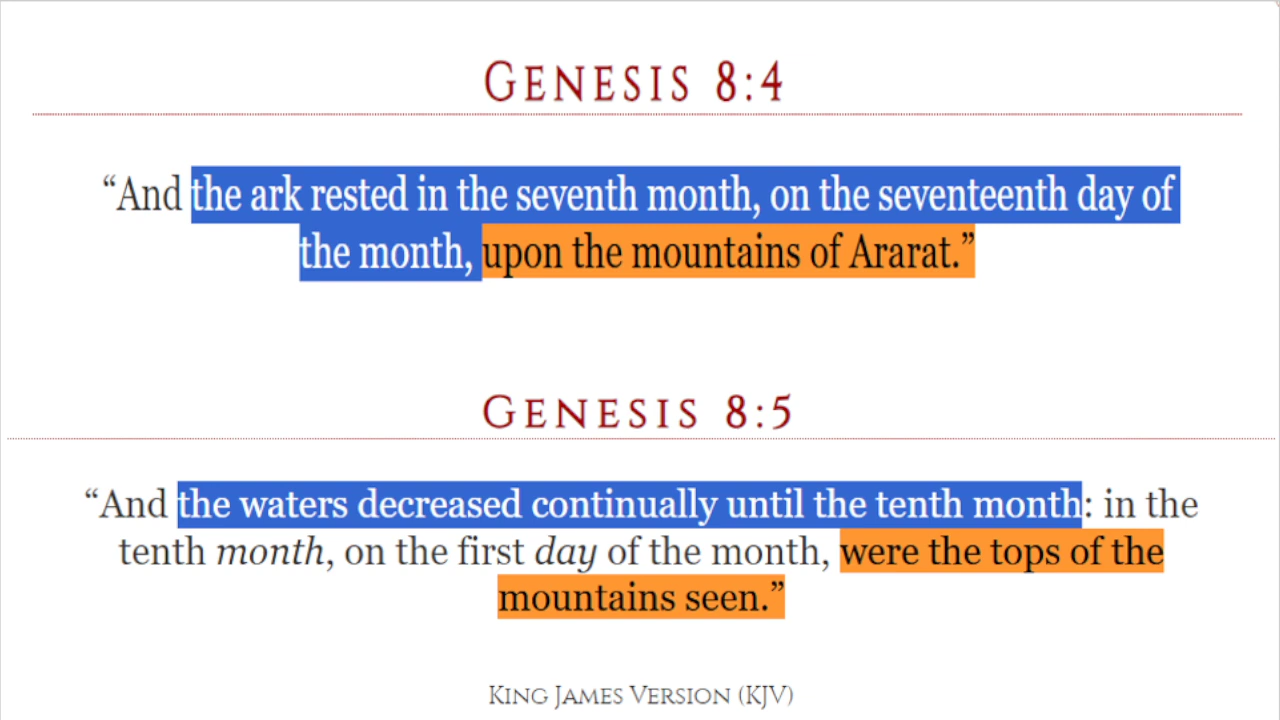 GENESIS 8:4
“And the ark rested in the seventh month, on the seventeenth day of
the month, upon the mountains of Ararat.”
GENESIS 8:5
“And the waters decreased continually until the tenth month: in the
tenth month, on the first day of the month, were the tops of the
mountains seen.”
KING JAMES VERSION (KJV)